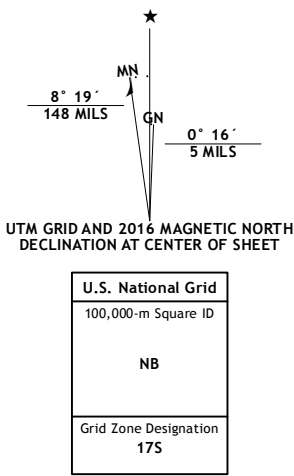 MN
GN
8° 19´
148 MILS
0° 16´
5 MILS
UTM GRID AND 2016 MAGNETIC NORTH
DECLINATION AT CENTER OF SHEET
U.S. National Grid
100,000-m Square ID
NB
Grid Zone Designation
17S